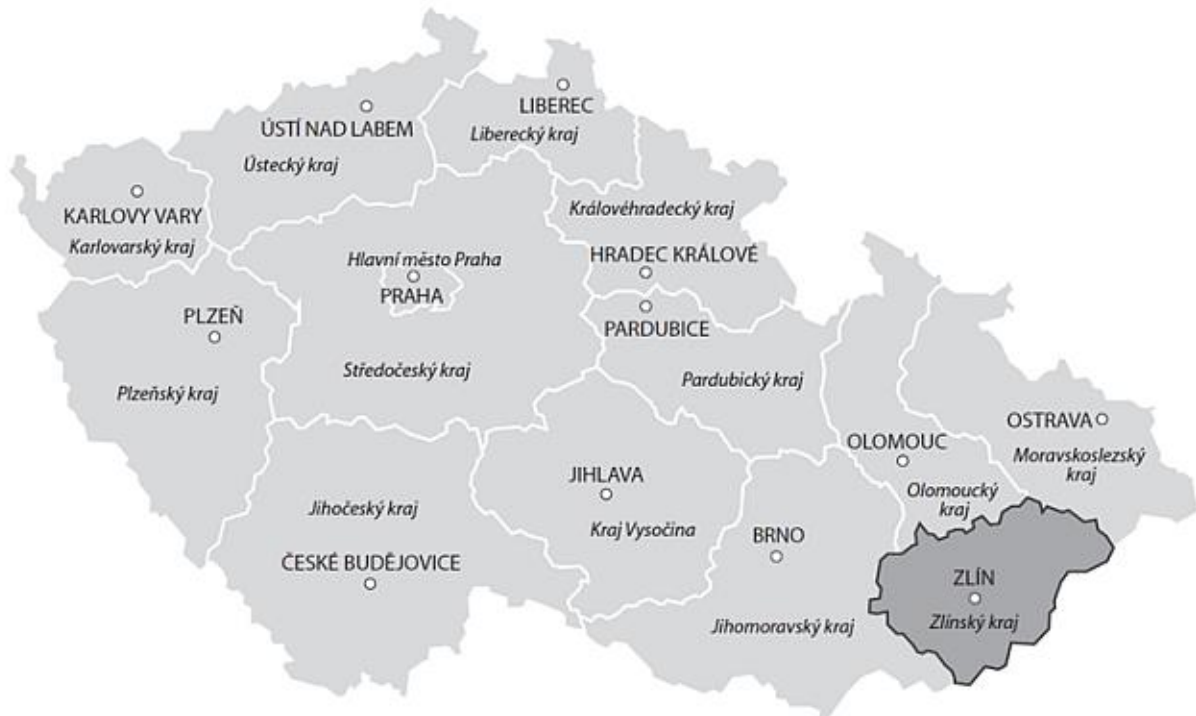 LIBEREC
Liberecký kraj
ÚSTÍ NAD LABEM
Ústecký kraj
KARLOVY VARY
Karlovarský kraj
Královéhradecký kraj
HRADEC KRÁLOVÉ
Hlavní město Praha
PRAHA
PLZEŇ
Plzeňský kraj
Středočeský kraj
PARDUBICE
Pardubický kraj
OSTRAVA
Moravskoslezský
kraj
OLOMOUC
Olomoucký
kraj
JIHLAVA
Kraj Vysočina
Jihočeský kraj
ČESKÉ BUDĚJOVICE
BRNO
Jihomoravský kraj
ZLÍN
Zlínský kraj